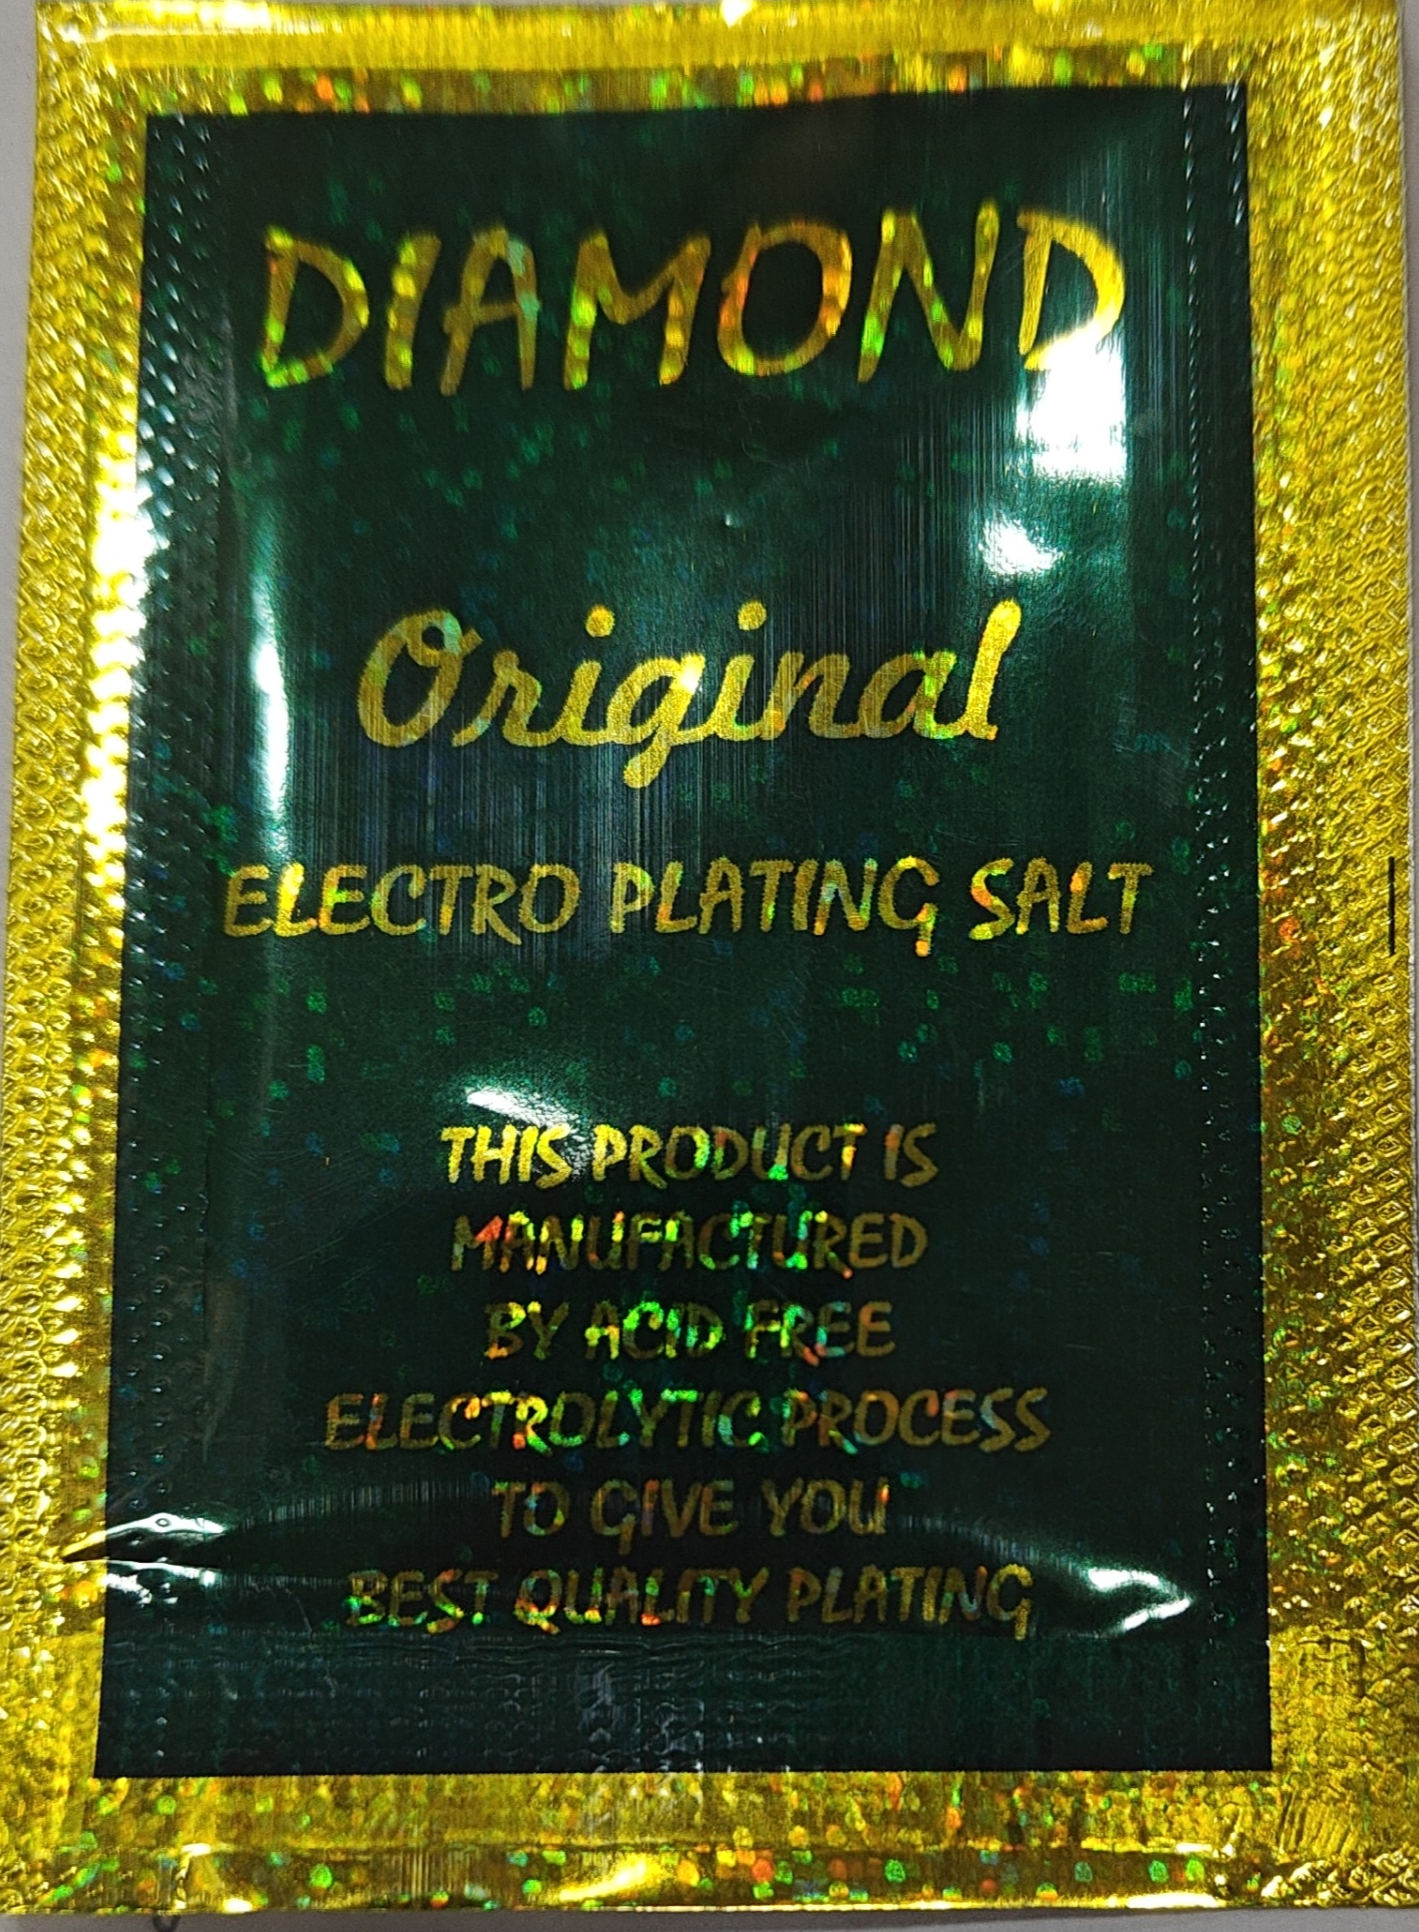 DIAMOND
Original
ELECTRO PLATING SALT
THIS PRODUCT IS
MANUFACTURED
BY ACID FREE
ELECTROLYTIC PROCESS
TO GIVE YOU
BEST QUALITY PLATING